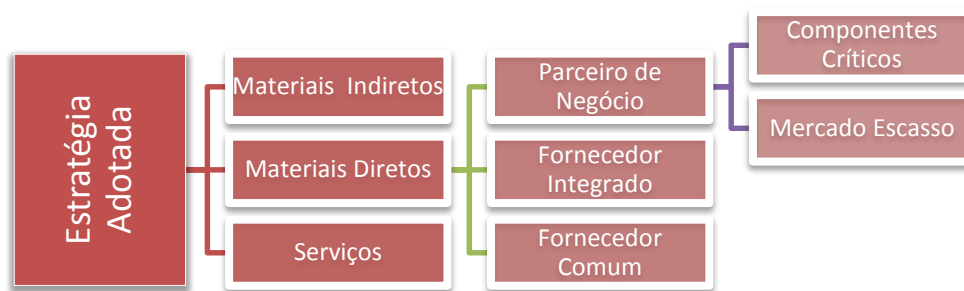 Estratégia
Adotada
Materiais Indiretos
Materiais Diretos
Serviços
Parceiro de
Negócio
Fornecedor
Integrado
Fornecedor
Comum
Componentes
Críticos
Mercado Escasso